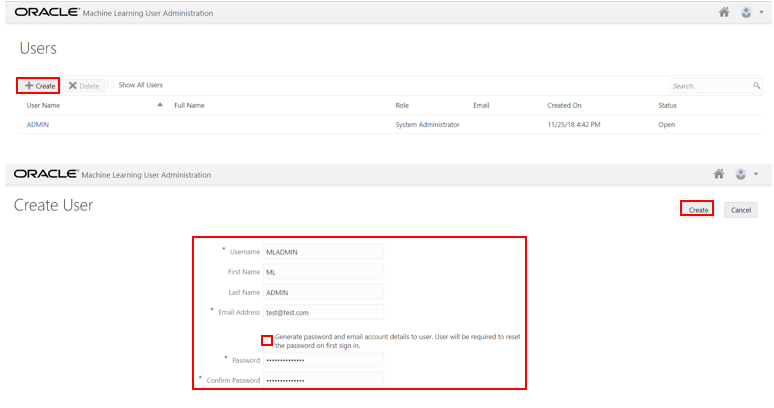 ORACLE® Machine Learning User Administration
Users
Create Delete Show All Users Search...
User Name Full Name Role Email Created On Status
ADMIN System Administrator 11/25/18 4:42 PM Open
ORACLE® Machine Learning User Administration
Create User
Create Cancel
* Username MLADMIN
First Name ML
Last Name ADMIN
* Email Address test@test.com
Generate password and email account details to user. User will be required to reset
the password on first sign in.
* Password ••••••••••••••
* Confirm Password ••••••••••••••